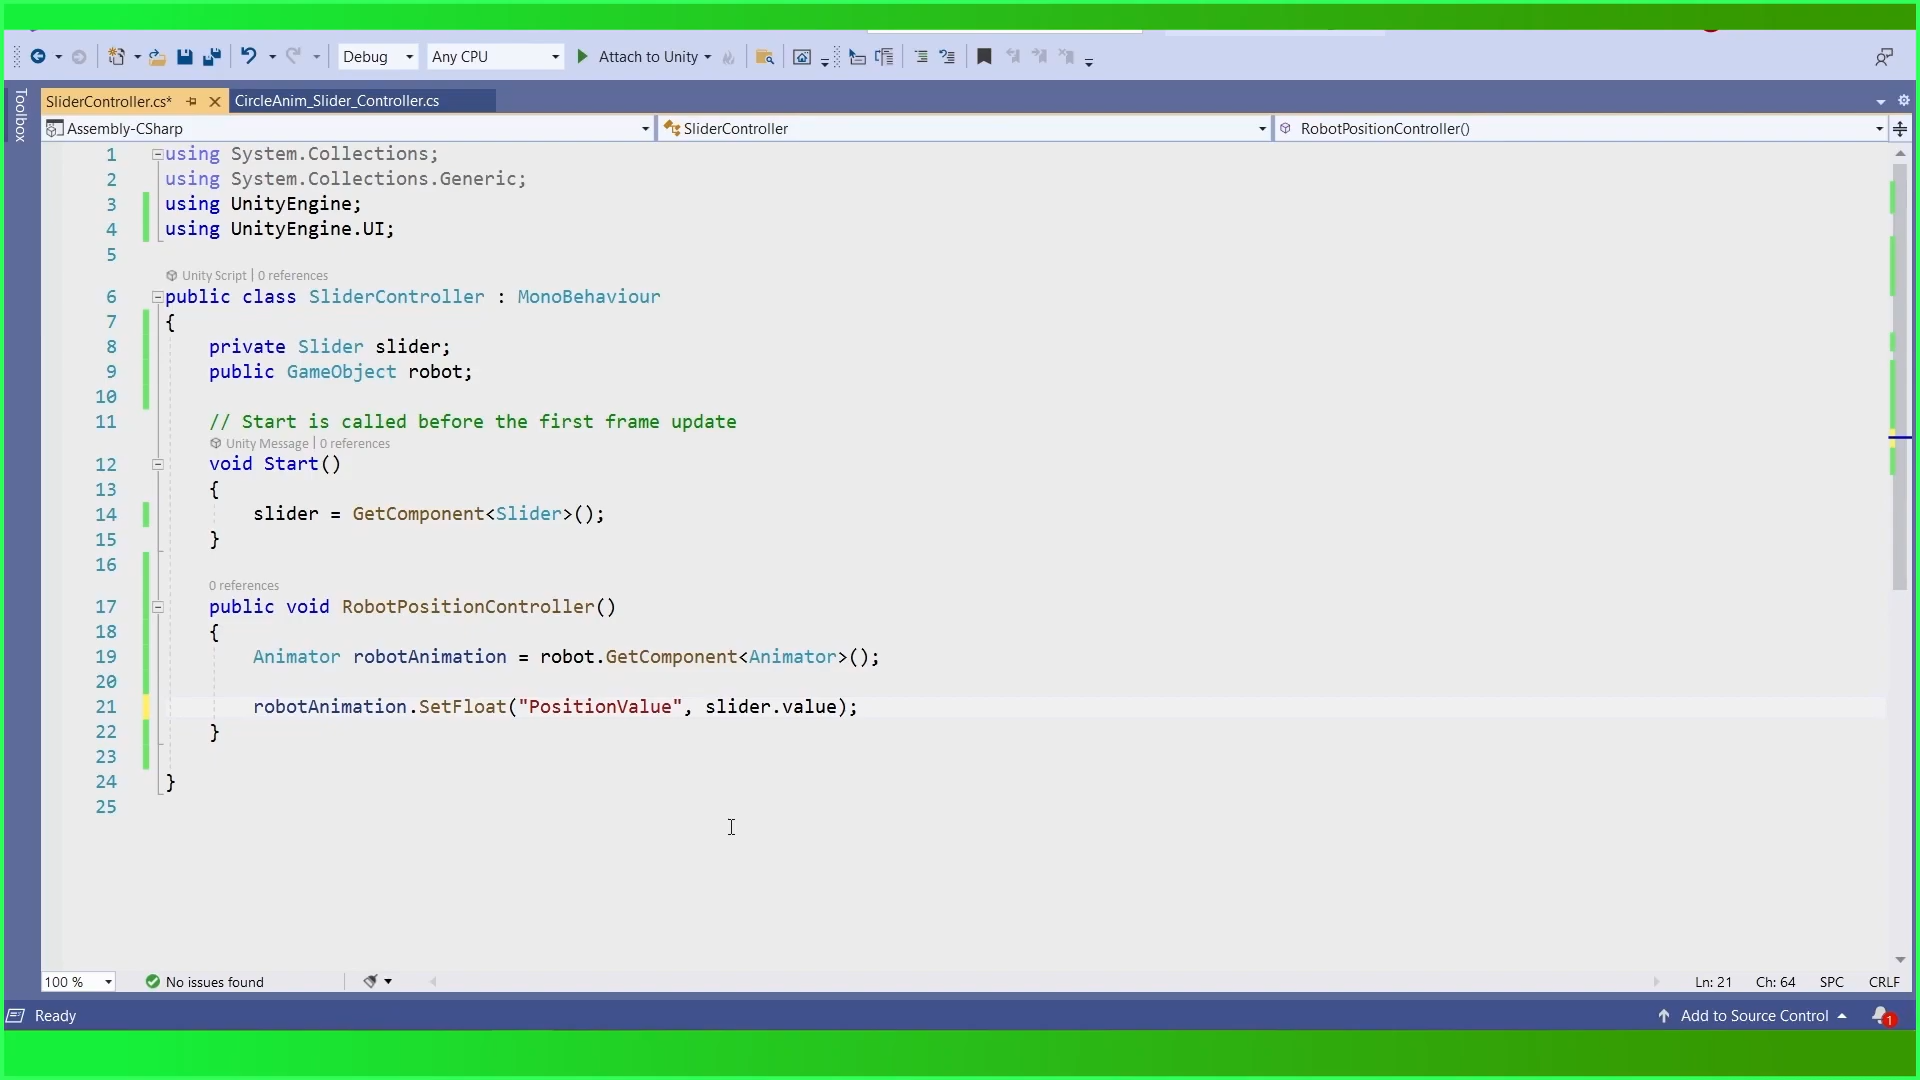 Debug Any CPU Attach to Unity
Toolbox
SliderController.cs* CircleAnim_Slider_Controller.cs
Assembly-CSharp SliderController RobotPositionController()
1 using System.Collections;
2 using System.Collections.Generic;
3 using UnityEngine;
4 using UnityEngine.UI;
5
Unity Script | 0 references
6 public class SliderController : MonoBehaviour
7 {
8 private Slider slider;
9 public GameObject robot;
10
11 // Start is called before the first frame update
Unity Message | 0 references
12 void Start()
13 {
14 slider = GetComponent<Slider>();
15 }
16
0 references
17 public void RobotPositionController()
18 {
19 Animator robotAnimation = robot.GetComponent<Animator>();
20
21 robotAnimation.SetFloat("PositionValue", slider.value);
22 }
23
24 }
25
100 % No issues found Ln: 21 Ch: 64 SPC CRLF
Ready Add to Source Control 1